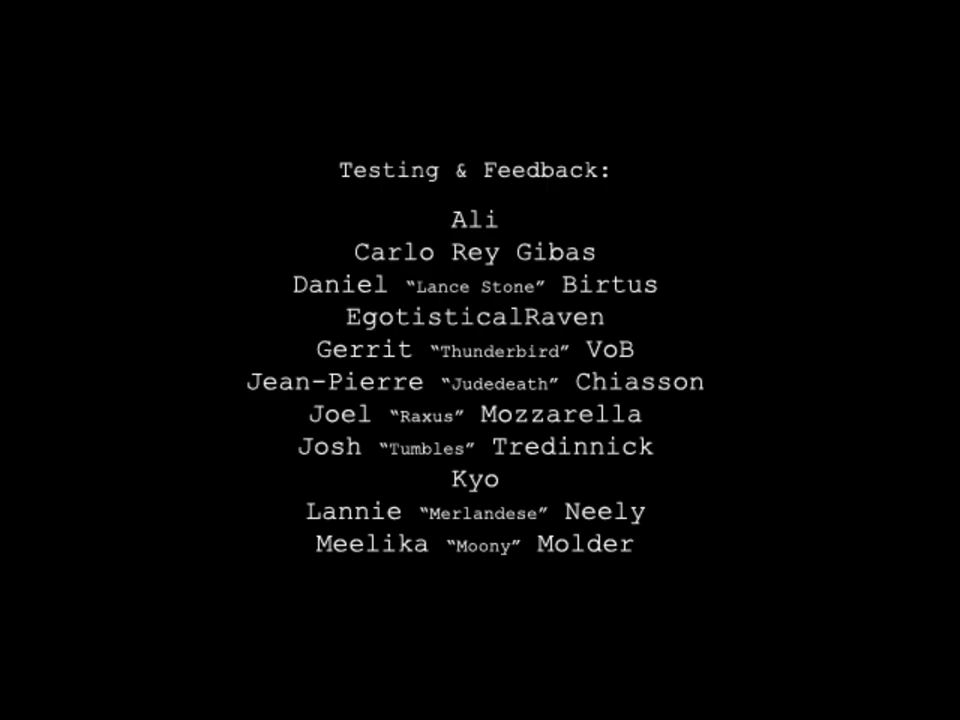 Testing & Feedback:
Ali
Carlo Rey Gibas
Daniel “Lance Stone” Birtus
EgotisticalRaven
Gerrit “Thunderbird” VoB
Jean-Pierre “Judedeath” Chiasson
Joel “Raxus” Mozzarella
Josh “Tumbles” Tredinnick
Kyo
Lannie “Merlandese” Neely
Meelika “Moony” Molder